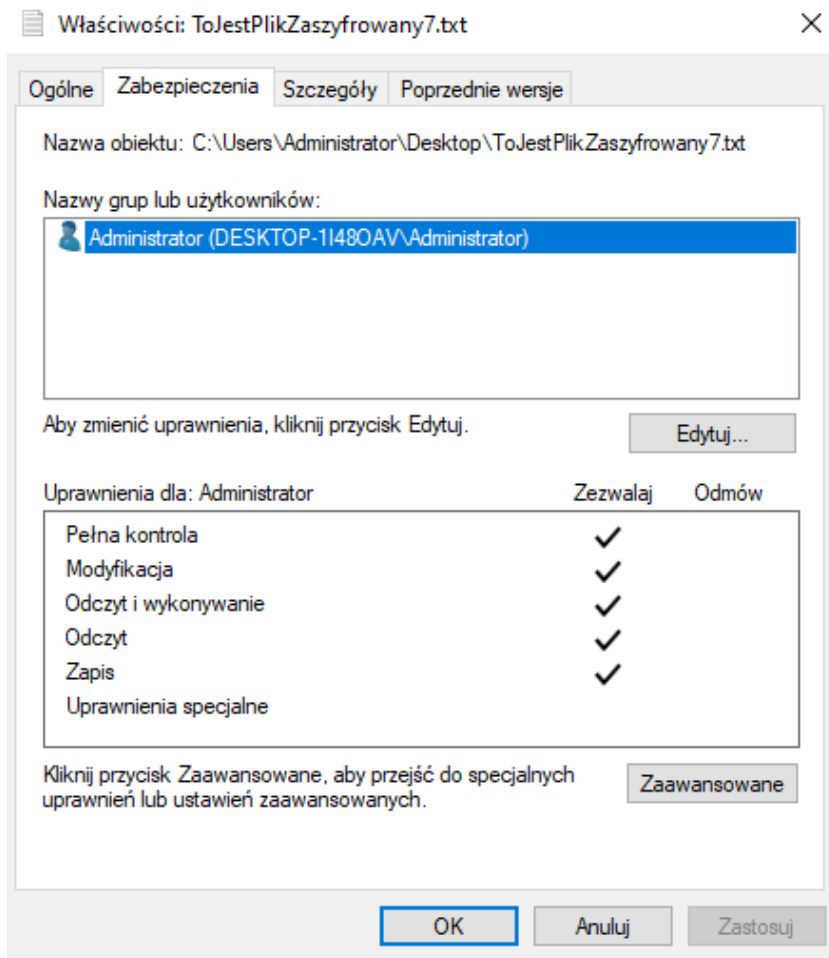 Właściwości: ToJestPlikZaszyfrowany7.txt
Ogólne Zabezpieczenia Szczegóły Poprzednie wersje
Nazwa obiektu: C:\Users\Administrator\Desktop\ToJestPlikZaszyfrowany7.txt
Nazwy grup lub użytkowników:
Administrator (DESKTOP-1I48OAV\Administrator)
Aby zmienić uprawnienia, kliknij przycisk Edytuj.
Edytuj...
Uprawnienia dla: Administrator Zezwalaj Odmów
Pełna kontrola
Modyfikacja
Odczyt i wykonywanie
Odczyt
Zapis
Uprawnienia specjalne
Kliknij przycisk Zaawansowane, aby przejść do specjalnych
uprawnień lub ustawień zaawansowanych.
Zaawansowane
OK Anuluj Zastosuj